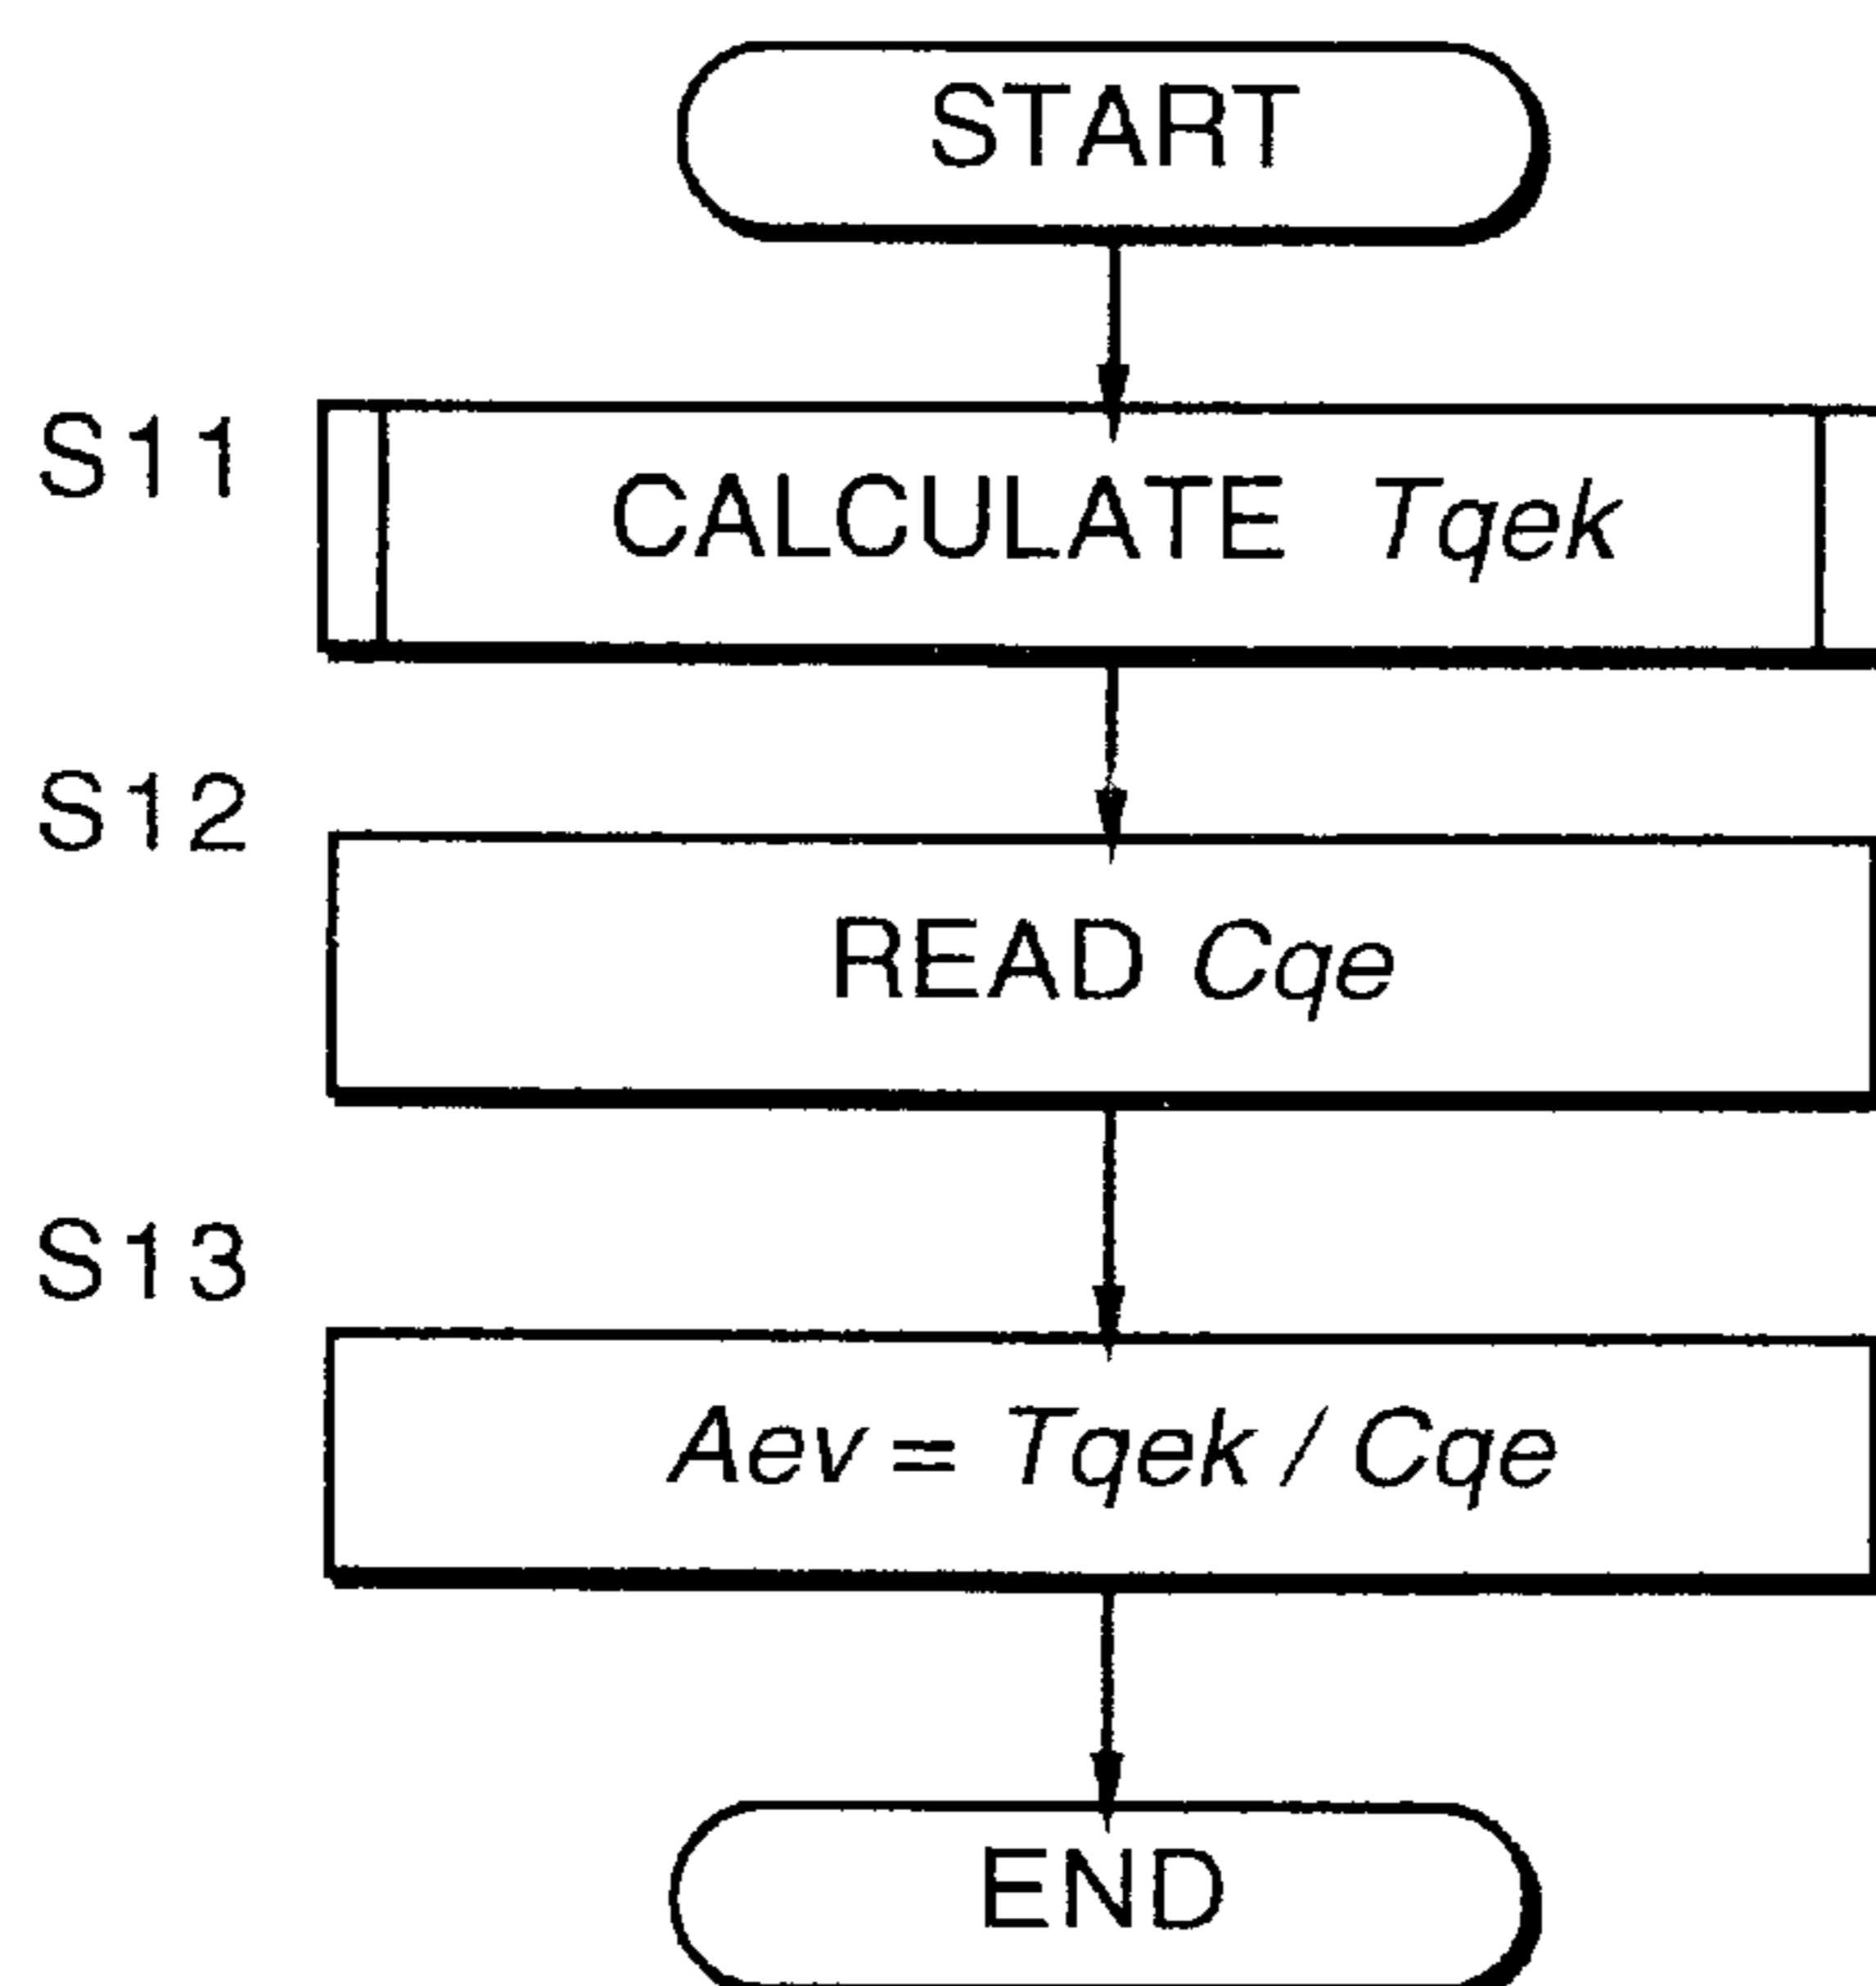 START
S11
CALCULATE Tqek
S12
READ Cqe
S13
Aev = Tqek / Cqe
END